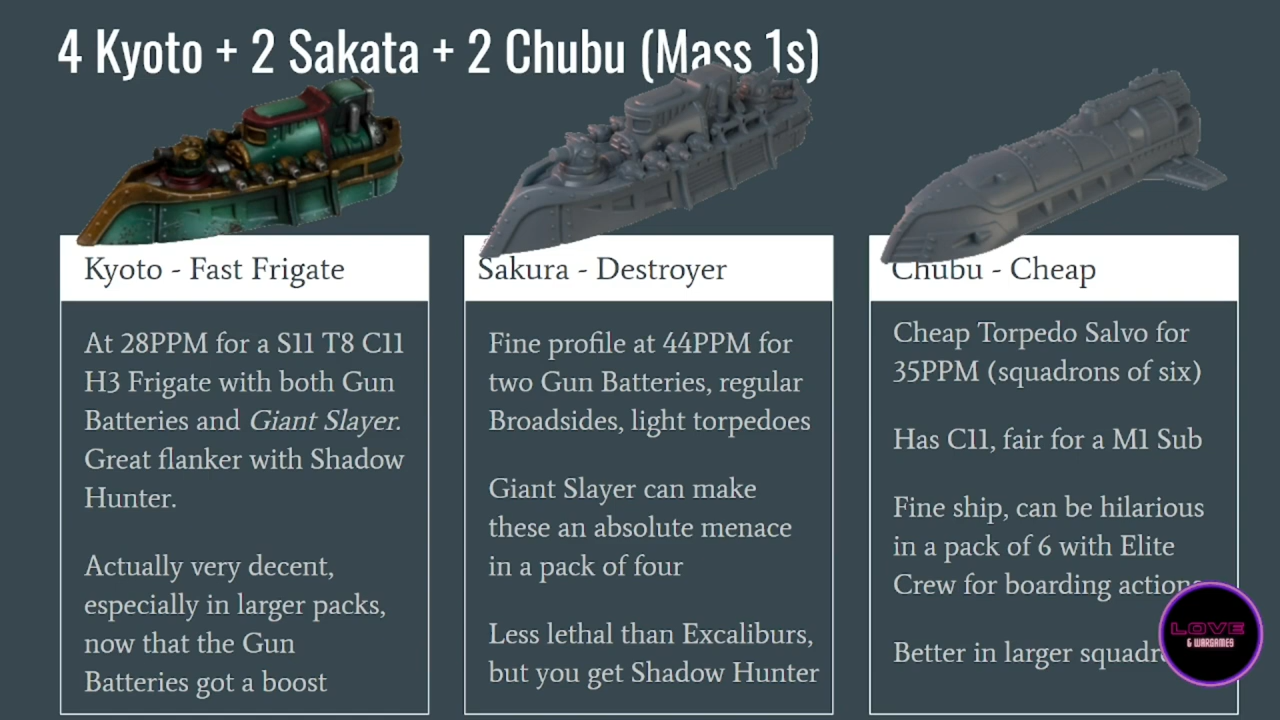 4 Kyoto + 2 Sakata + 2 Chubu (Mass 1s)
Kyoto - Fast Frigate
At 28PPM for a S11 T8 C11
H3 Frigate with both Gun
Batteries and Giant Slayer.
Great flanker with Shadow
Hunter.
Actually very decent,
especially in larger packs,
now that the Gun
Batteries got a boost
Sakura - Destroyer
Fine profile at 44PPM for
two Gun Batteries, regular
Broadsides, light torpedoes
Giant Slayer can make
these an absolute menace
in a pack of four
Less lethal than Excaliburs,
but you get Shadow Hunter
Chubu - Cheap
Cheap Torpedo Salvo for
35PPM (squadrons of six)
Has C11, fair for a M1 Sub
Fine ship, can be hilarious
in a pack of 6 with Elite
Crew for boarding actions
Better in larger
LOVE
& WARGAMES